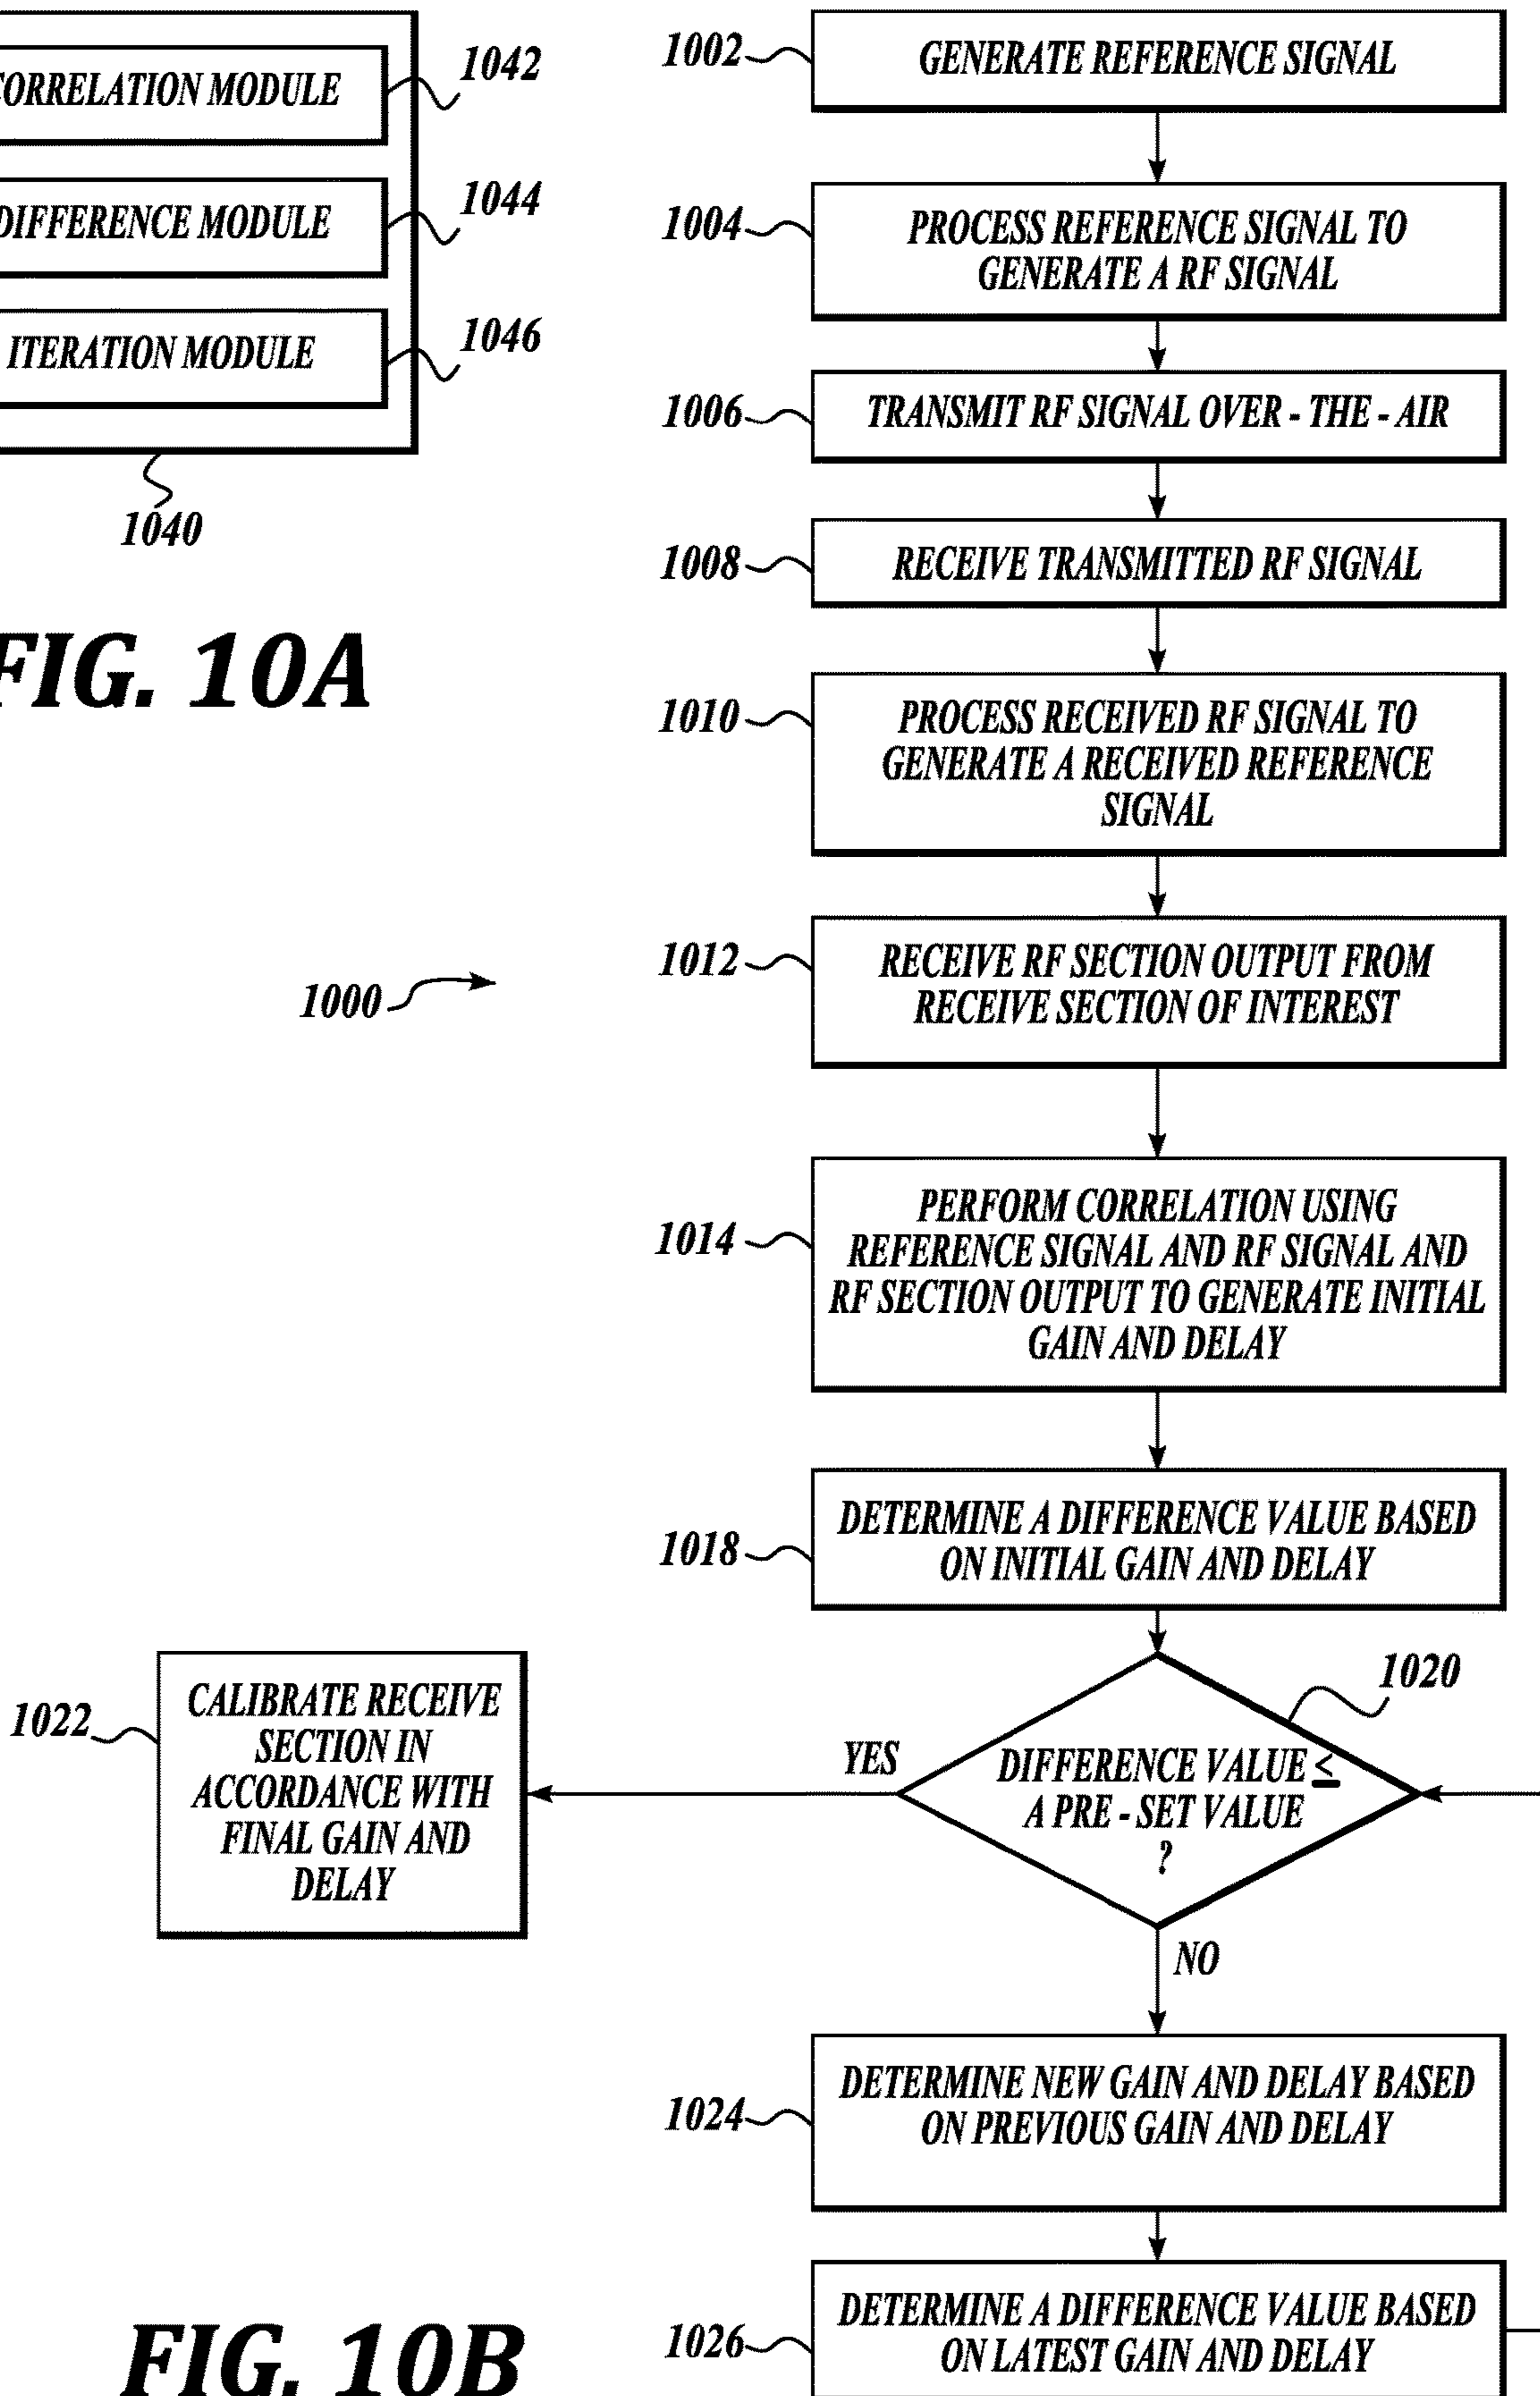 CORRELATION MODULE
1042
DIFFERENCE MODULE
1044
ITERATION MODULE
1046
1040
FIG. 10A
1002
GENERATE REFERENCE SIGNAL
1004
PROCESS REFERENCE SIGNAL TO
GENERATE A RF SIGNAL
1006
TRANSMIT RF SIGNAL OVER - THE - AIR
1008
RECEIVE TRANSMITTED RF SIGNAL
1010
PROCESS RECEIVED RF SIGNAL TO
GENERATE A RECEIVED REFERENCE
SIGNAL
1000
1012
RECEIVE RF SECTION OUTPUT FROM
RECEIVE SECTION OF INTEREST
1014
PERFORM CORRELATION USING
REFERENCE SIGNAL AND RF SIGNAL AND
RF SECTION OUTPUT TO GENERATE INITIAL
GAIN AND DELAY
1018
DETERMINE A DIFFERENCE VALUE BASED
ON INITIAL GAIN AND DELAY
1020
DIFFERENCE VALUE ≤
A PRE - SET VALUE
?
YES
1022
CALIBRATE RECEIVE
SECTION IN
ACCORDANCE WITH
FINAL GAIN AND
DELAY
NO
1024
DETERMINE NEW GAIN AND DELAY BASED
ON PREVIOUS GAIN AND DELAY
1026
DETERMINE A DIFFERENCE VALUE BASED
ON LATEST GAIN AND DELAY
FIG. 10B